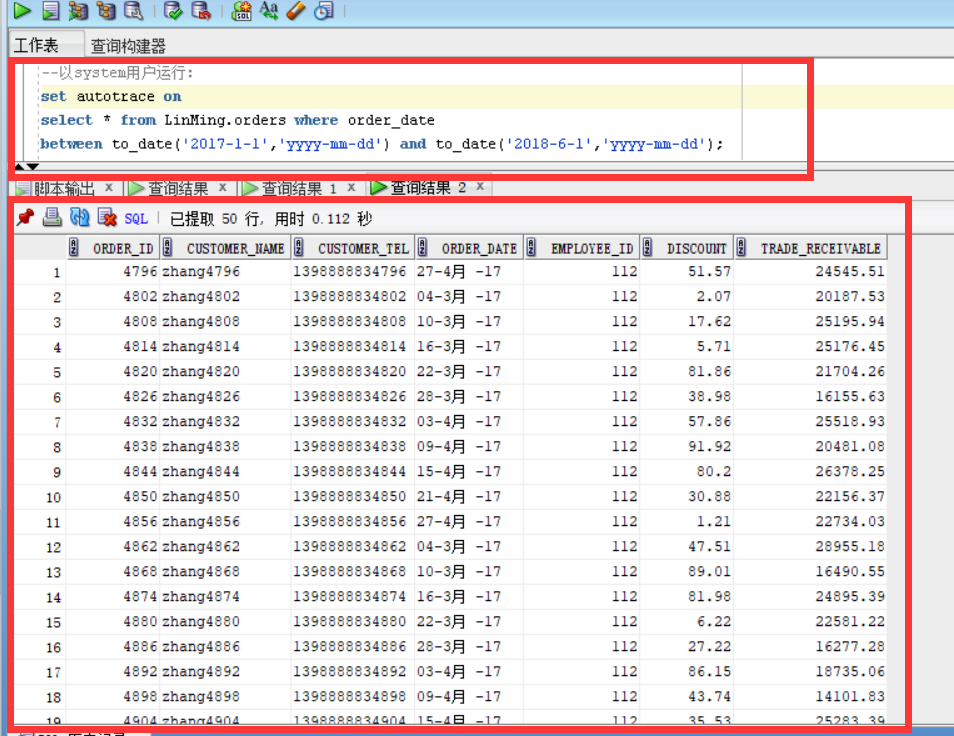 工作表 查询构建器
--以system用户运行:
set autotrace on
select * from LinMing.orders where order_date
between to_date('2017-1-1','yyyy-mm-dd') and to_date('2018-6-1','yyyy-mm-dd');
脚本输出 × 查询结果 × 查询结果 1 × 查询结果 2 ×
SQL | 已提取 50 行, 用时 0.112 秒
ORDER_ID CUSTOMER_NAME CUSTOMER_TEL ORDER_DATE EMPLOYEE_ID DISCOUNT TRADE_RECEIVABLE
1 4796 zhang4796 1398888834796 27-4月 -17 112 51.57 24545.51
2 4802 zhang4802 1398888834802 04-3月 -17 112 2.07 20187.53
3 4808 zhang4808 1398888834808 10-3月 -17 112 17.62 25195.94
4 4814 zhang4814 1398888834814 16-3月 -17 112 5.71 25176.45
5 4820 zhang4820 1398888834820 22-3月 -17 112 81.86 21704.26
6 4826 zhang4826 1398888834826 28-3月 -17 112 38.98 16155.63
7 4832 zhang4832 1398888834832 03-4月 -17 112 57.86 25518.93
8 4838 zhang4838 1398888834838 09-4月 -17 112 91.92 20481.08
9 4844 zhang4844 1398888834844 15-4月 -17 112 80.2 26378.25
10 4850 zhang4850 1398888834850 21-4月 -17 112 30.88 22156.37
11 4856 zhang4856 1398888834856 27-4月 -17 112 1.21 22734.03
12 4862 zhang4862 1398888834862 04-3月 -17 112 47.51 28955.18
13 4868 zhang4868 1398888834868 10-3月 -17 112 89.01 16490.55
14 4874 zhang4874 1398888834874 16-3月 -17 112 81.98 24895.39
15 4880 zhang4880 1398888834880 22-3月 -17 112 6.22 22581.22
16 4886 zhang4886 1398888834886 28-3月 -17 112 27.22 16277.28
17 4892 zhang4892 1398888834892 03-4月 -17 112 86.15 18735.06
18 4898 zhang4898 1398888834898 09-4月 -17 112 43.74 14101.83
19 4904 zhang4904 1398888834904 15-4月 -17 112 35.53 25283.39